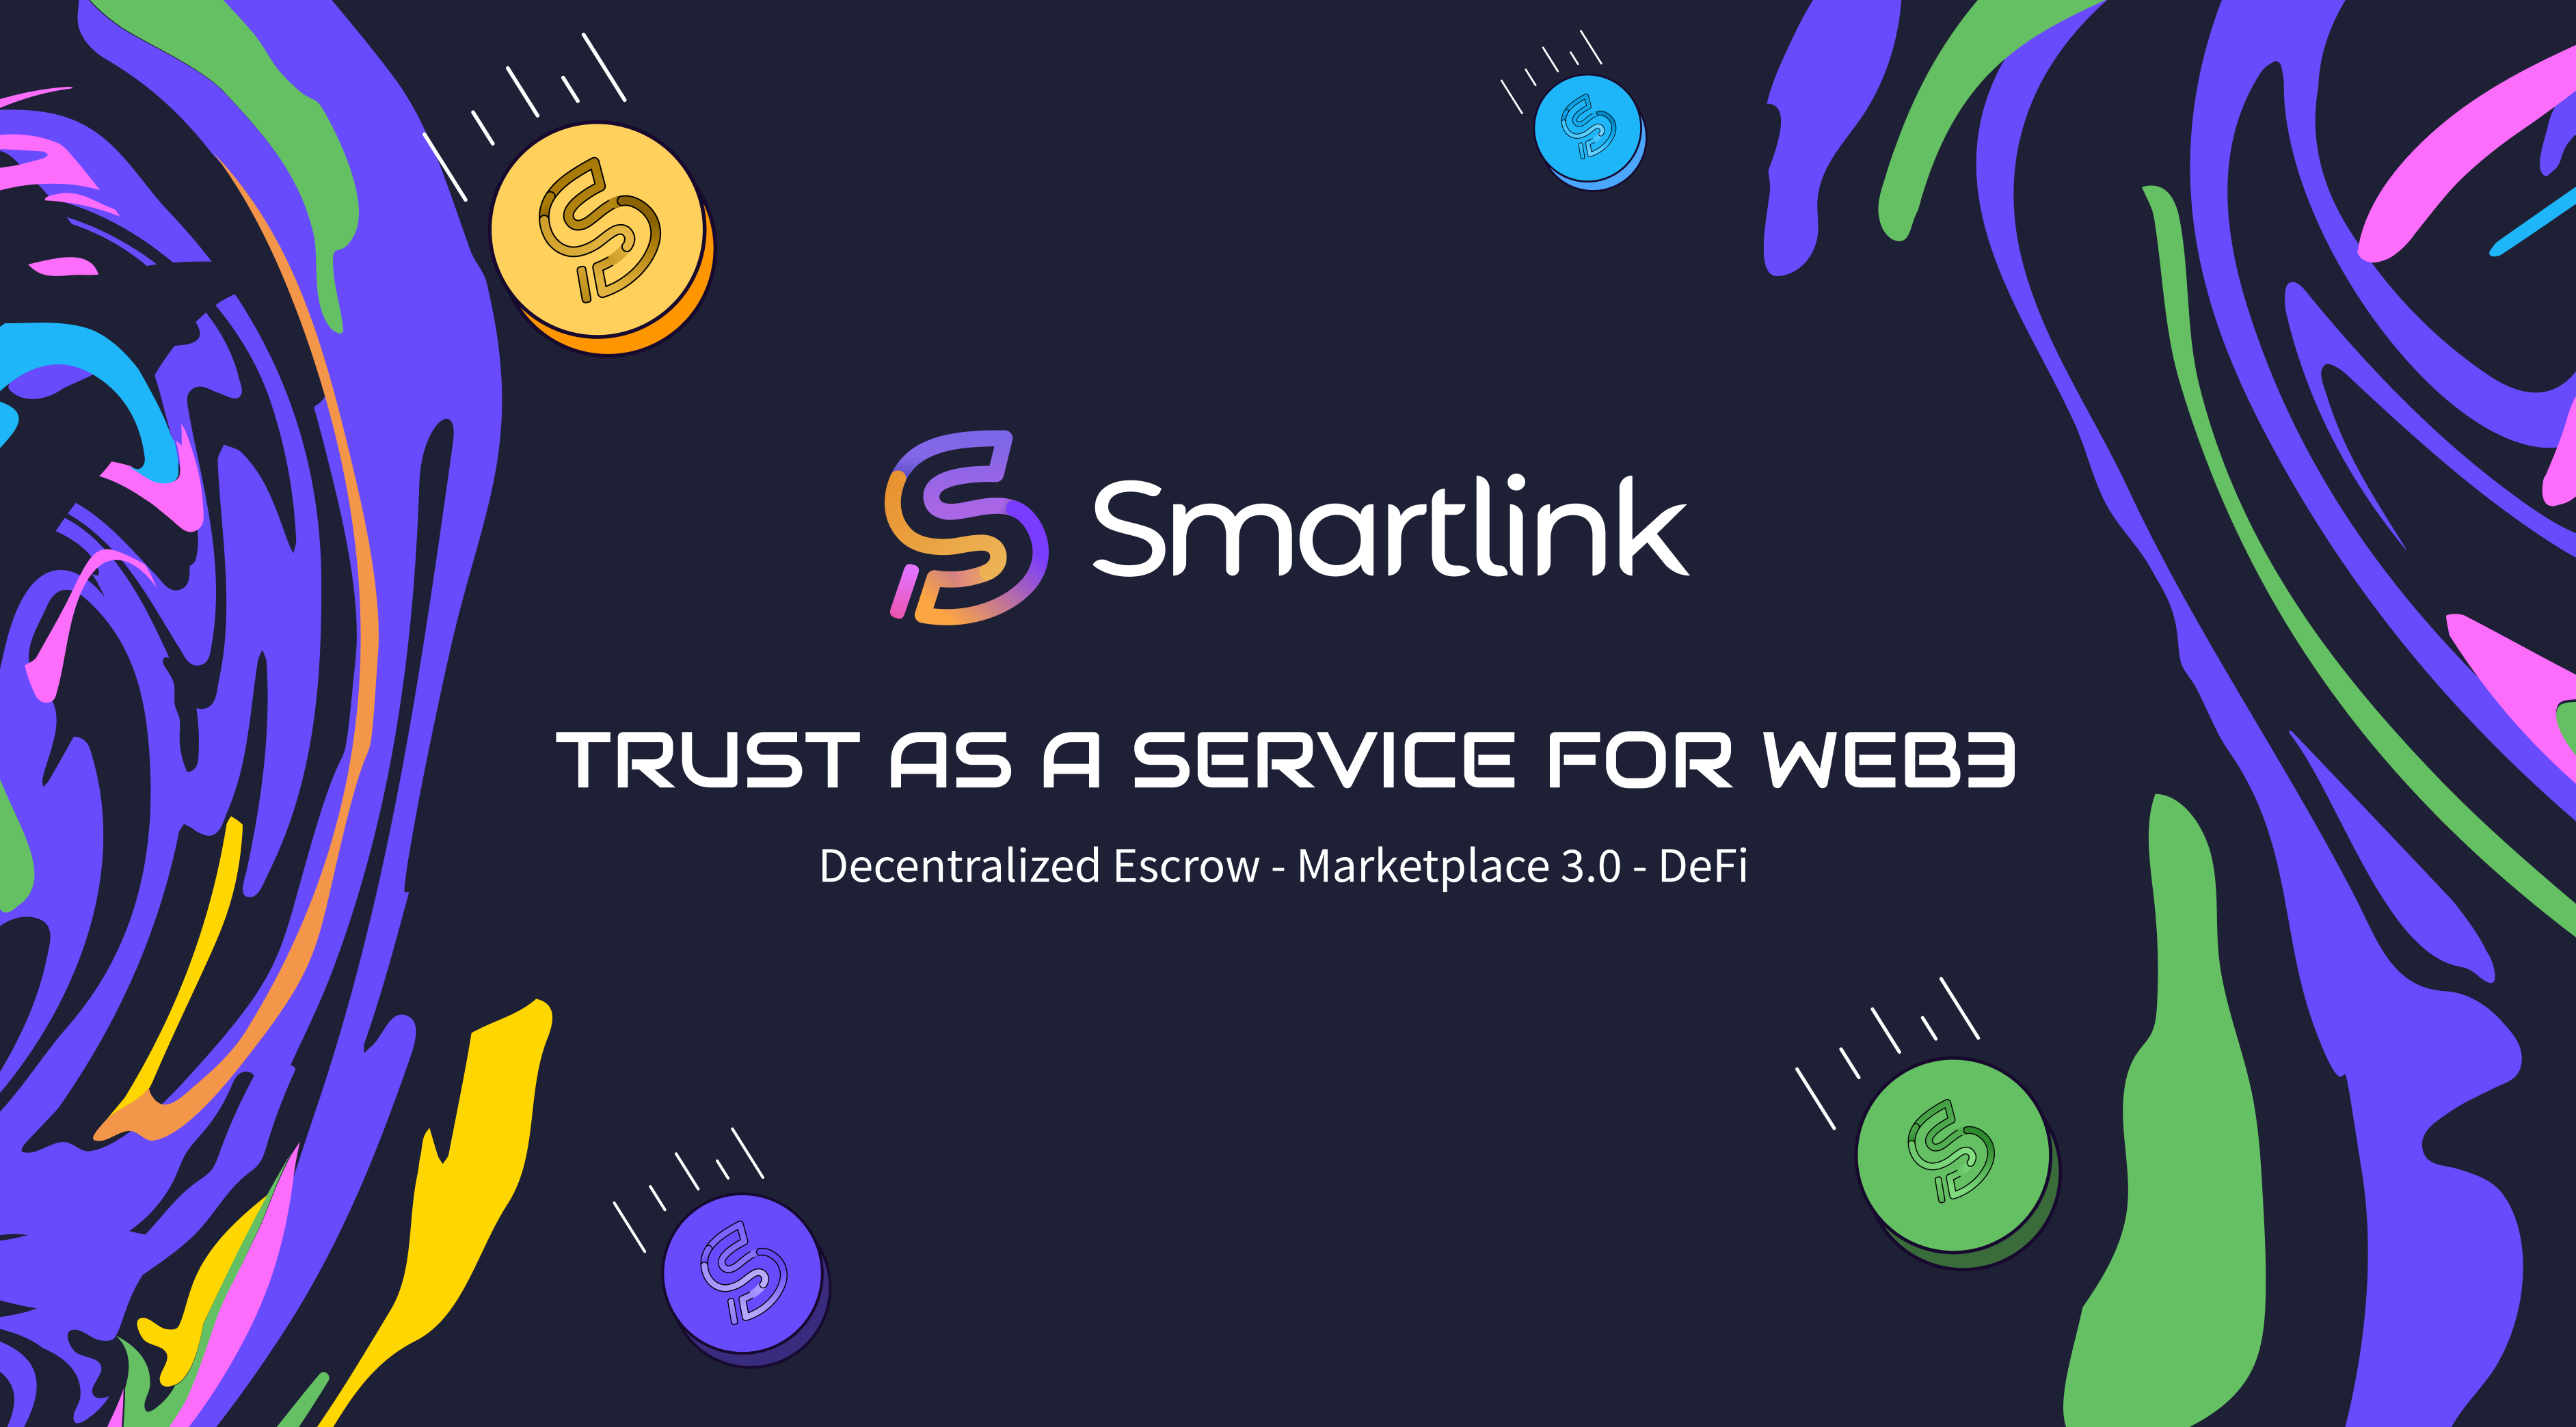 Smartlink
TRUST AS A SERVICE FOR WEB3
Decentralized Escrow - Marketplace 3.0 - DeFi